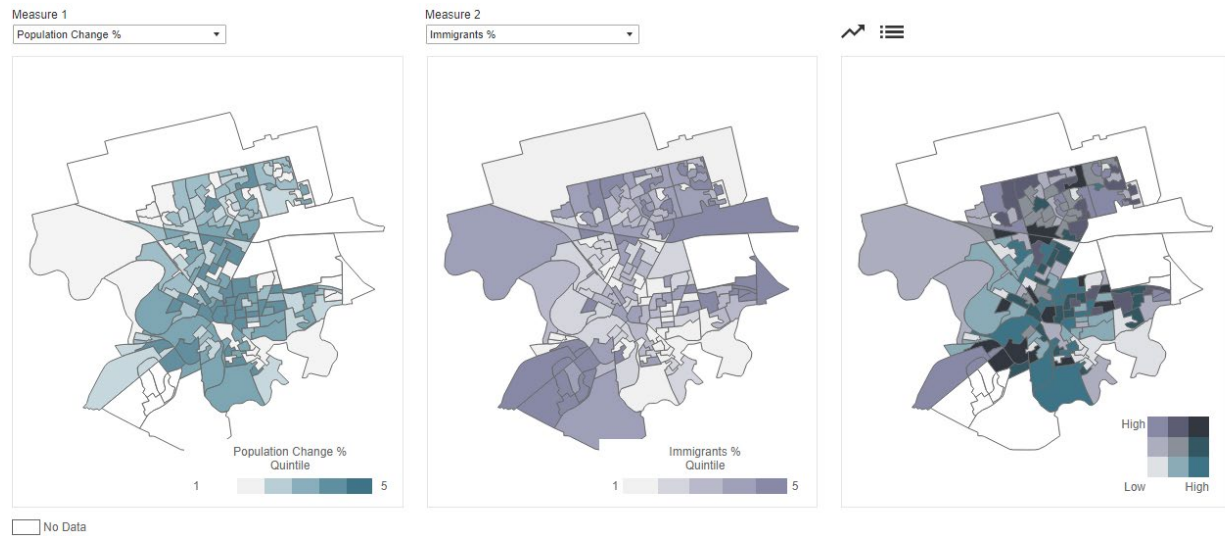 Measure 1
Population Change %
Measure 2
Immigrants %
Population Change %
Quintile
1
5
Immigrants %
Quintile
1
5
High
Low
High
No Data